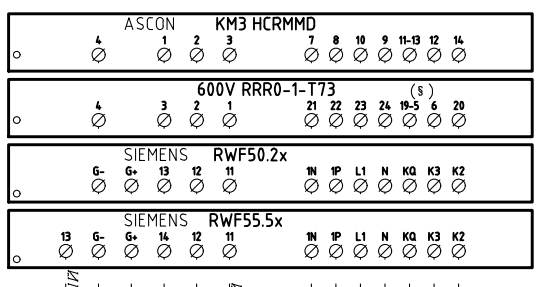 ASCON KM3 HCRMMD
4 1 2 3 7 8 10 9 11-13 12 14
600V RRR0-1-T73 (§)
4 3 2 1 21 22 23 24 19-5 6 20
SIEMENS RWF50.2x
G- G+ 13 12 11 1N 1P L1 N KQ K3 K2
SIEMENS RWF55.5x
13 G- G+ 14 12 11 1N 1P L1 N KQ K3 K2